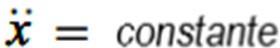 ẍ = constante